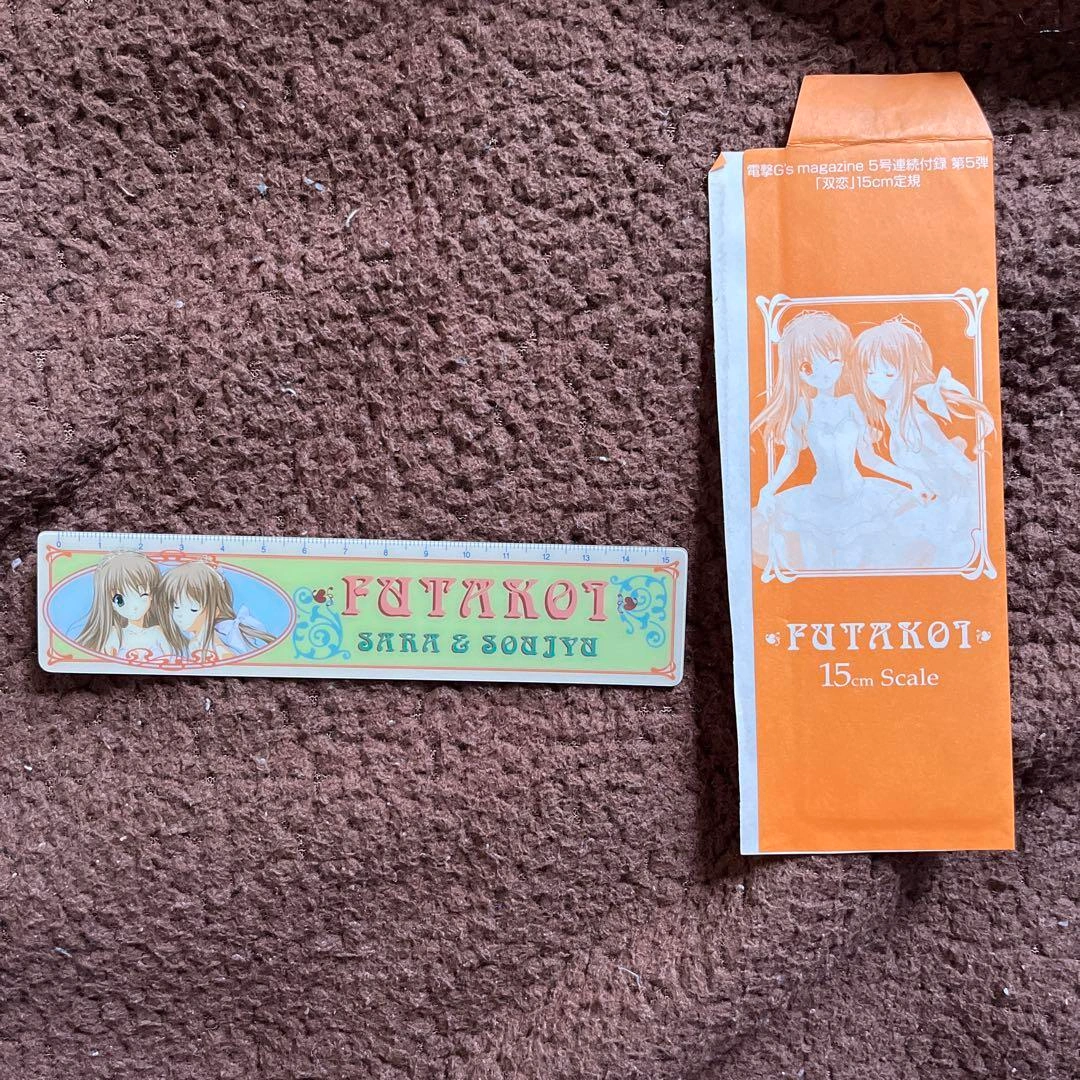 0 1 2 3 4 5 6 7 8 9 10 11 12 13 14 15
FUTAKOI
SARA & SOUJYU
電撃G's magazine 5号連続付録 第5弾
「双恋」15cm定規
FUTAKOI
15cm Scale